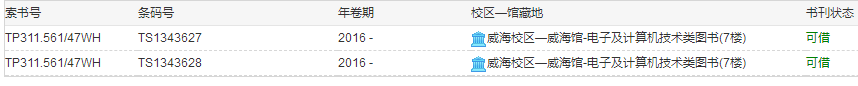 索书号 条码号 年卷期 校区—馆藏地 书刊状态
TP311.561/47WH TS1343627 2016 - 威海校区—威海馆-电子及计算机技术类图书(7楼) 可借
TP311.561/47WH TS1343628 2016 - 威海校区—威海馆-电子及计算机技术类图书(7楼) 可借